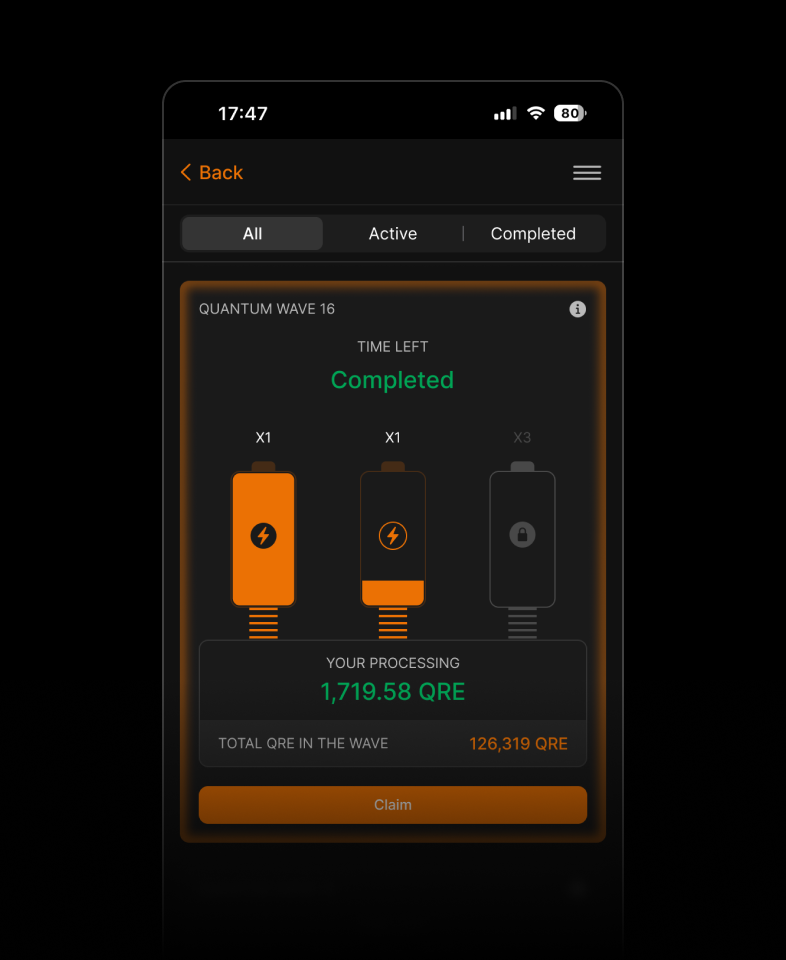 17:47
80
Back
All
Active
Completed
QUANTUM WAVE 16
TIME LEFT
Completed
X1
X1
X3
YOUR PROCESSING
1,719.58 QRE
TOTAL QRE IN THE WAVE
126,319 QRE
Claim